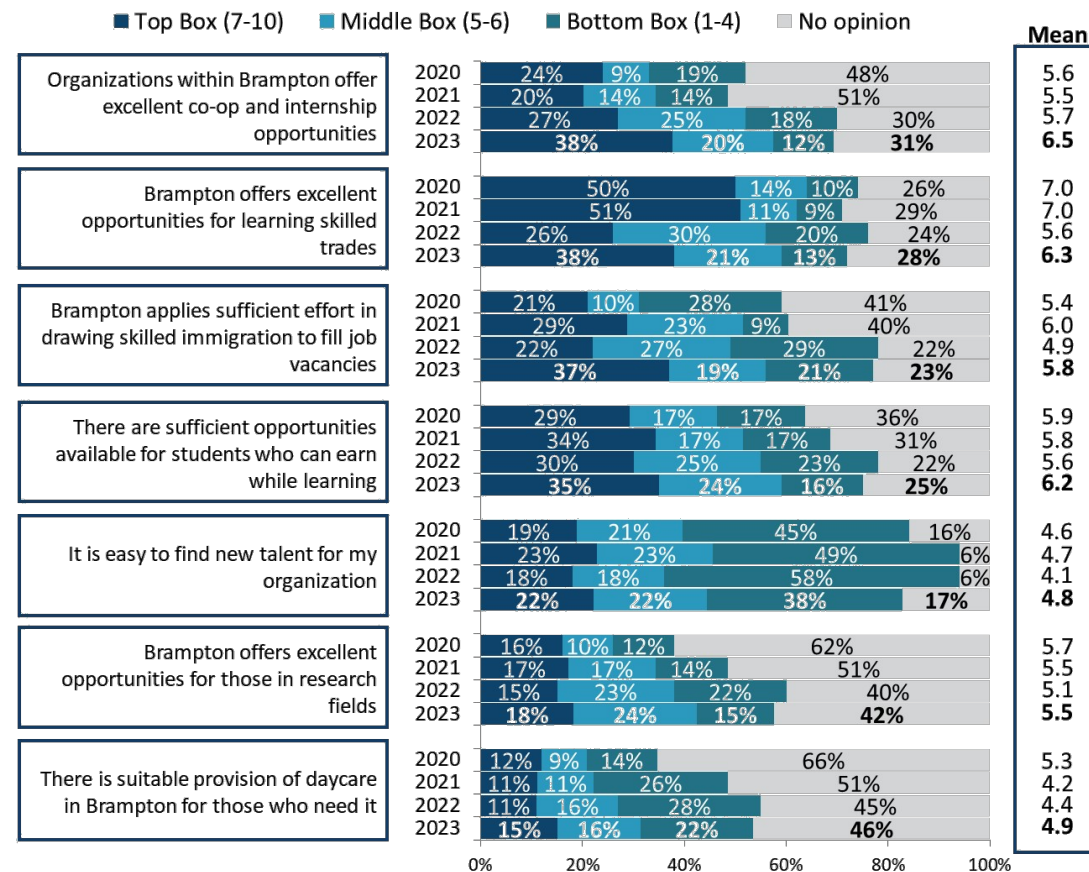 Top Box (7-10) Middle Box (5-6) Bottom Box (1-4) No opinion
Mean
Organizations within Brampton offer
excellent co-op and internship
opportunities
2020 24% 9% 19% 48% 5.6
2021 20% 14% 14% 51% 5.5
2022 27% 25% 18% 30% 5.7
2023 38% 20% 12% 31% 6.5
Brampton offers excellent
opportunities for learning skilled
trades
2020 50% 14% 10% 26% 7.0
2021 51% 11% 9% 29% 7.0
2022 26% 30% 20% 24% 5.6
2023 38% 21% 13% 28% 6.3
Brampton applies sufficient effort in
drawing skilled immigration to fill job
vacancies
2020 21% 10% 28% 41% 5.4
2021 29% 23% 9% 40% 6.0
2022 22% 27% 29% 22% 4.9
2023 37% 19% 21% 23% 5.8
There are sufficient opportunities
available for students who can earn
while learning
2020 29% 17% 17% 36% 5.9
2021 34% 17% 17% 31% 5.8
2022 30% 25% 23% 22% 5.6
2023 35% 24% 16% 25% 6.2
It is easy to find new talent for my
organization
2020 19% 21% 45% 16% 4.6
2021 23% 23% 49% 6% 4.7
2022 18% 18% 58% 6% 4.1
2023 22% 22% 38% 17% 4.8
Brampton offers excellent
opportunities for those in research
fields
2020 16% 10% 12% 62% 5.7
2021 17% 17% 14% 51% 5.5
2022 15% 23% 22% 40% 5.1
2023 18% 24% 15% 42% 5.5
There is suitable provision of daycare
in Brampton for those who need it
2020 12% 9% 14% 66% 5.3
2021 11% 11% 26% 51% 4.2
2022 11% 16% 28% 45% 4.4
2023 15% 16% 22% 46% 4.9
0% 20% 40% 60% 80% 100%